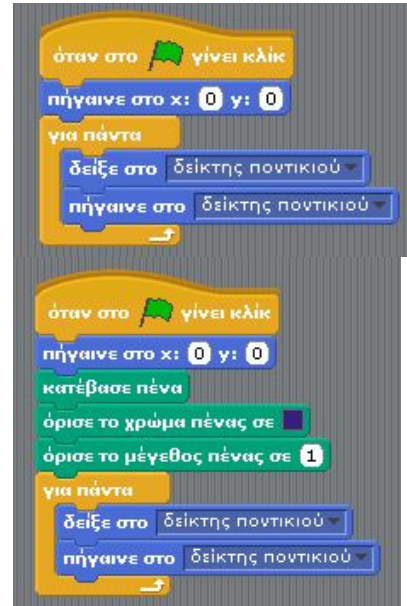 όταν στο γίνει κλίκ
πήγαινε στο x: 0 y: 0
για πάντα
δείξε στο δείκτης ποντικιού
πήγαινε στο δείκτης ποντικιού
όταν στο γίνει κλίκ
πήγαινε στο x: 0 y: 0
κατέβασε πένα
όρισε το χρώμα πένας σε
όρισε το μέγεθος πένας σε 1
για πάντα
δείξε στο δείκτης ποντικιού
πήγαινε στο δείκτης ποντικιού